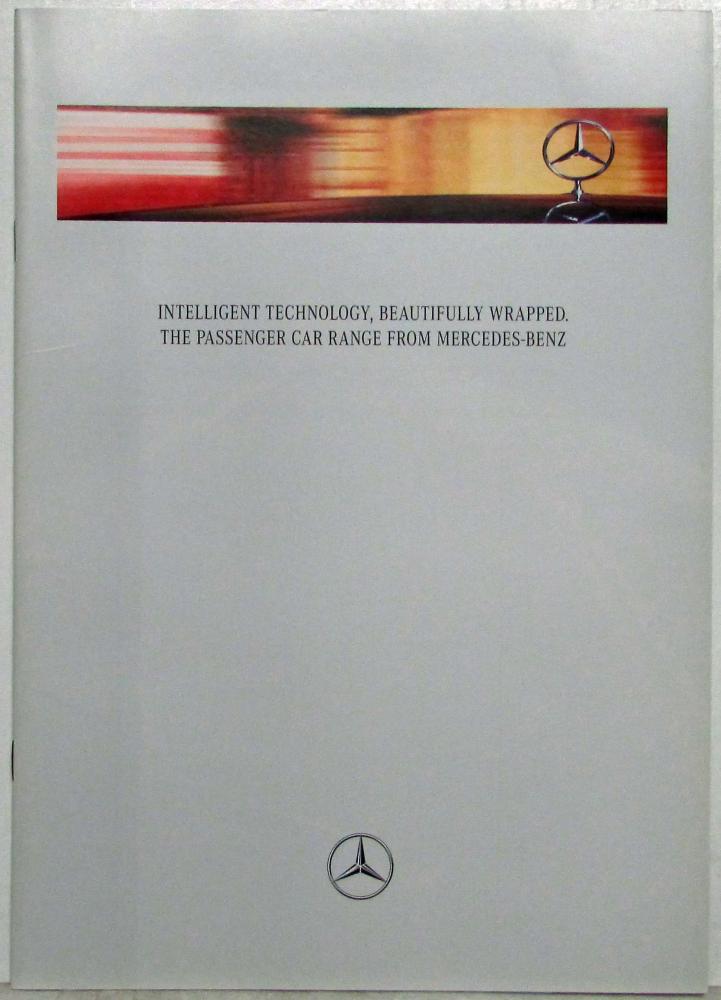 INTELLIGENT TECHNOLOGY, BEAUTIFULLY WRAPPED.
THE PASSENGER CAR RANGE FROM MERCEDES-BENZ